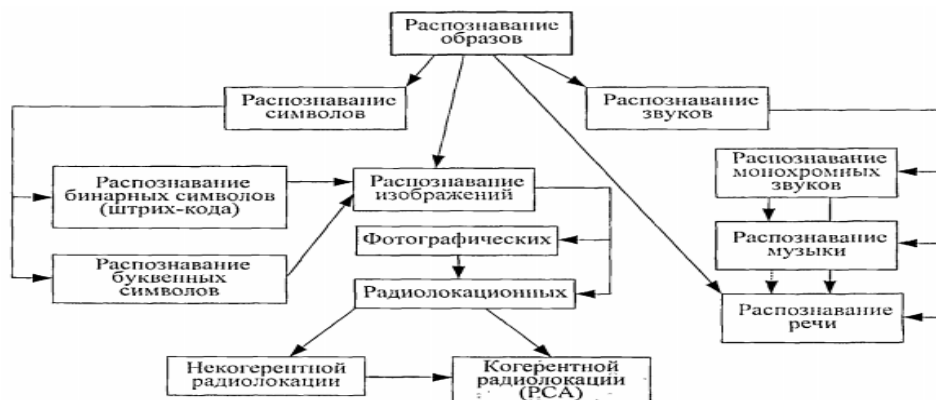 Распознавание
образов
Распознавание
символов
Распознавание
звуков
Распознавание
бинарных символов
(штрих-кода)
Распознавание
изображений
Распознавание
монохромных
звуков
Фотографических
Распознавание
музыки
Распознавание
буквенных
символов
Радиолокационных
Распознавание
речи
Некогерентной
радиолокации
Когерентной
радиолокации
(РСА)